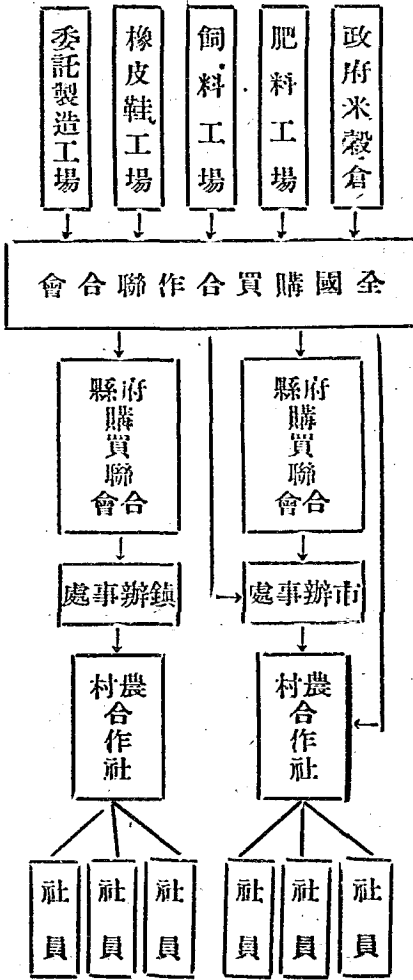 政府米穀倉
肥料工場
飼料工場
橡皮鞋工場
委託製造工場
全國購買合作聯合會
府縣購買聯合會
府縣購買聯合會
市辦事處
鎮辦事處
農村合作社
農村合作社
社員
社員
社員
社員
社員
社員